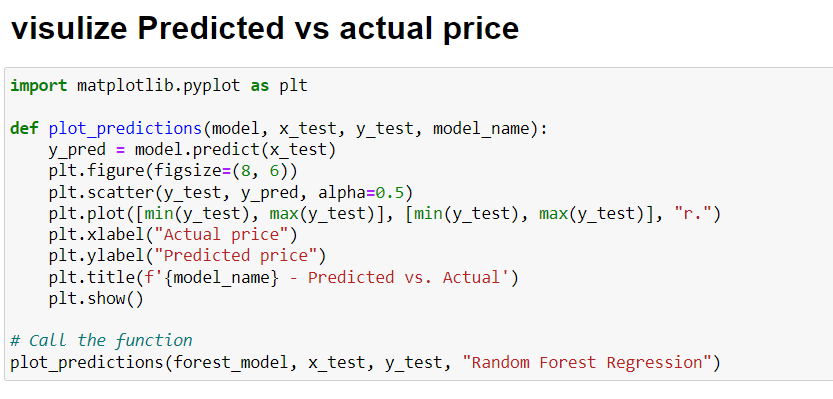 visulize Predicted vs actual price
import matplotlib.pyplot as plt
def plot_predictions(model, x_test, y_test, model_name):
    y_pred = model.predict(x_test)
    plt.figure(figsize=(8, 6))
    plt.scatter(y_test, y_pred, alpha=0.5)
    plt.plot([min(y_test), max(y_test)], [min(y_test), max(y_test)], "r.")
    plt.xlabel("Actual price")
    plt.ylabel("Predicted price")
    plt.title(f'{model_name} - Predicted vs. Actual')
    plt.show()
# Call the function
plot_predictions(forest_model, x_test, y_test, "Random Forest Regression")